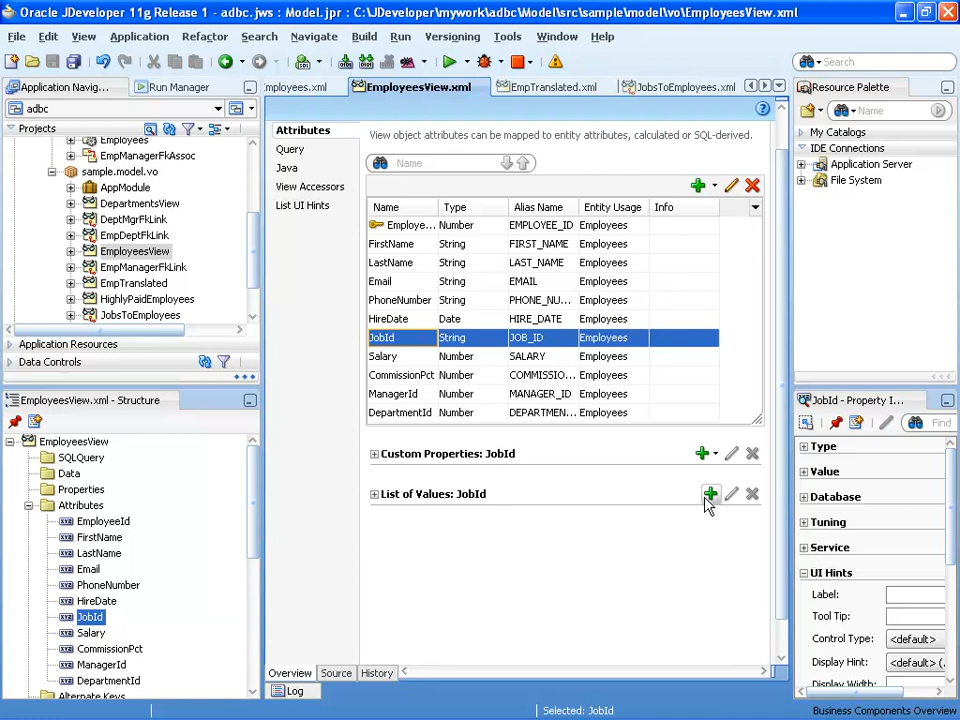 Oracle JDeveloper 11g Release 1 - adbc.jws : Model.jpr : C:\JDeveloper\mywork\adbc\Model\src\sample\model\vo\EmployeesView.xml
File Edit View Application Refactor Search Navigate Build Run Versioning Tools Window Help
Search
Application Navig...
Run Manager
adbc
Projects
Employees
EmpManagerFkAssoc
sample.model.vo
AppModule
DepartmentsView
DeptMgrFkLink
EmpDeptFkLink
EmployeesView
EmpManagerFkLink
EmpTranslated
HighlyPaidEmployees
JobsToEmployees
Application Resources
Data Controls
EmployeesView.xml - Structure
EmployeesView
SQLQuery
Data
Properties
Attributes
EmployeeId
FirstName
LastName
Email
PhoneNumber
HireDate
JobId
Salary
CommissionPct
ManagerId
DepartmentId
Alternate Keys
mployees.xml
EmployeesView.xml
EmpTranslated.xml
JobsToEmployees.xml
Attributes
Query
Java
View Accessors
List UI Hints
View object attributes can be mapped to entity attributes, calculated or SQL-derived.
Name
Name Type Alias Name Entity Usage Info
Employe... Number EMPLOYEE_ID Employees
FirstName String FIRST_NAME Employees
LastName String LAST_NAME Employees
Email String EMAIL Employees
PhoneNumber String PHONE_NU... Employees
HireDate Date HIRE_DATE Employees
JobId String JOB_ID Employees
Salary Number SALARY Employees
CommissionPct Number COMMISSIO... Employees
ManagerId Number MANAGER_ID Employees
DepartmentId Number DEPARTMEN... Employees
Custom Properties: JobId
List of Values: JobId
Overview Source History
Log
Resource Palette
Name
My Catalogs
IDE Connections
Application Server
File System
JobId - Property I...
Find
Type
Value
Database
Tuning
Service
UI Hints
Label:
Tool Tip:
Control Type: <default>
Display Hint: <default> (.
Display Width:
Selected: JobId
Business Components Overview